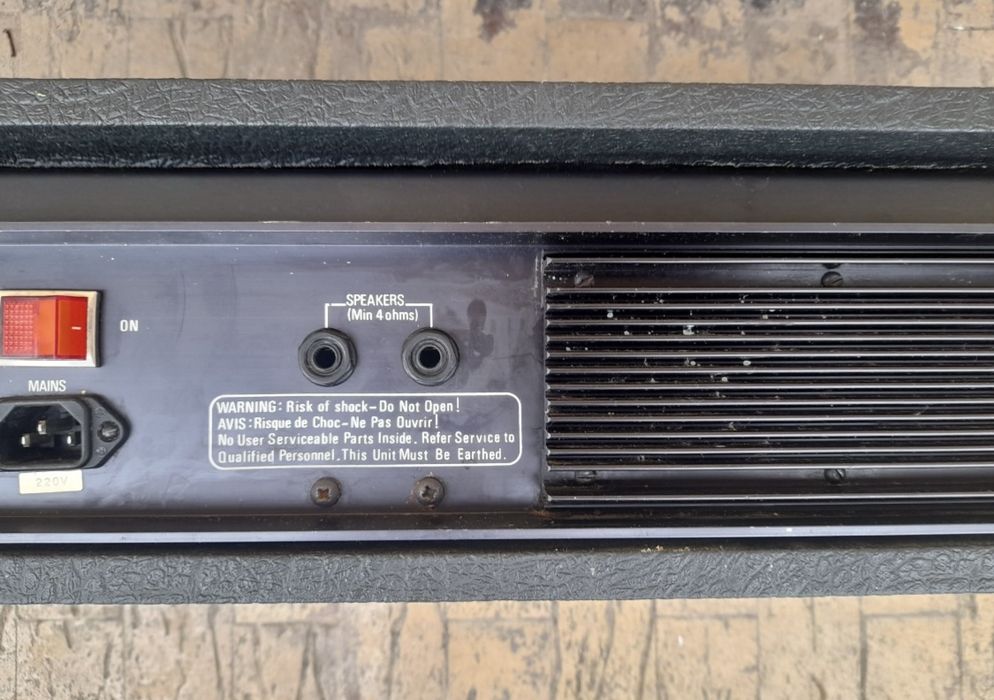 SPEAKERS
(Min 4 ohms)
ON
MAINS
WARNING: Risk of shock-Do Not Open!
AVIS: Risque de Choc-Ne Pas Ouvrir!
No User Serviceable Parts Inside. Refer Service to
Qualified Personnel. This Unit Must Be Earthed.
220V